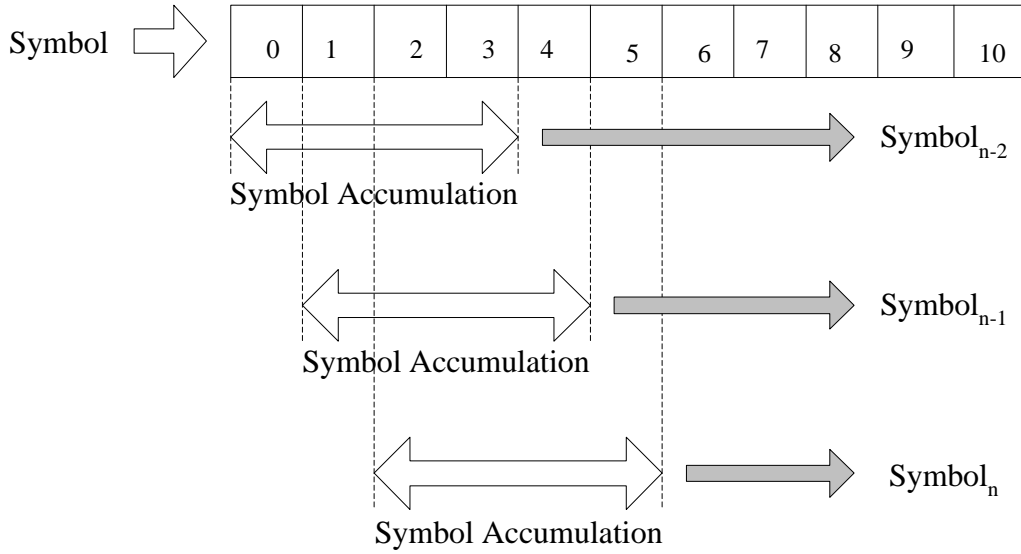 Symbol 0 1 2 3 4 5 6 7 8 9 10
Symbol_{n-2}
Symbol Accumulation
Symbol_{n-1}
Symbol Accumulation
Symbol_n
Symbol Accumulation